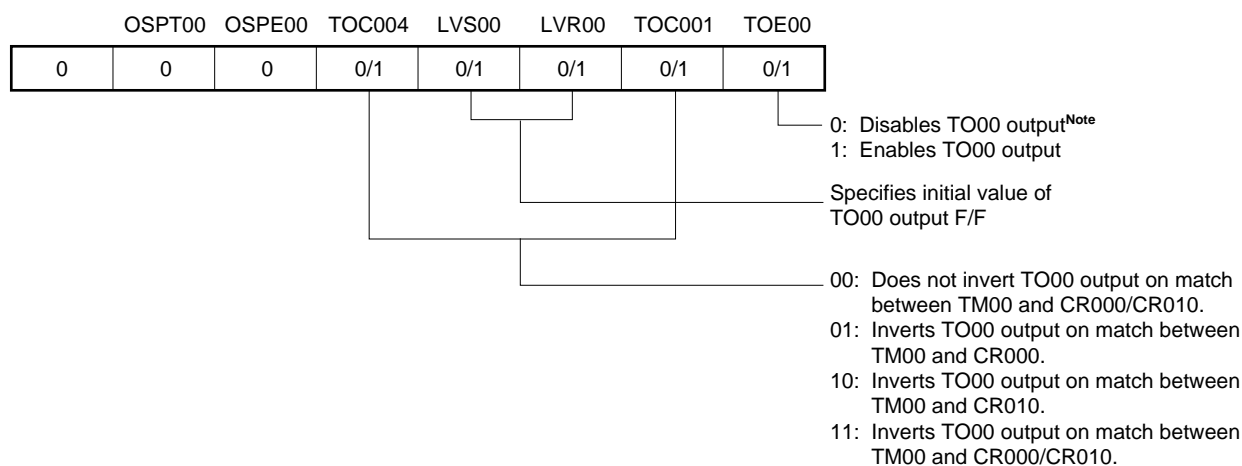 OSPT00 OSPE00 TOC004 LVS00 LVR00 TOC001 TOE00
0 0 0 0/1 0/1 0/1 0/1 0/1
0: Disables TO00 outputNote
1: Enables TO00 output
Specifies initial value of
TO00 output F/F
00: Does not invert TO00 output on match
between TM00 and CR000/CR010.
01: Inverts TO00 output on match between
TM00 and CR000.
10: Inverts TO00 output on match between
TM00 and CR010.
11: Inverts TO00 output on match between
TM00 and CR000/CR010.